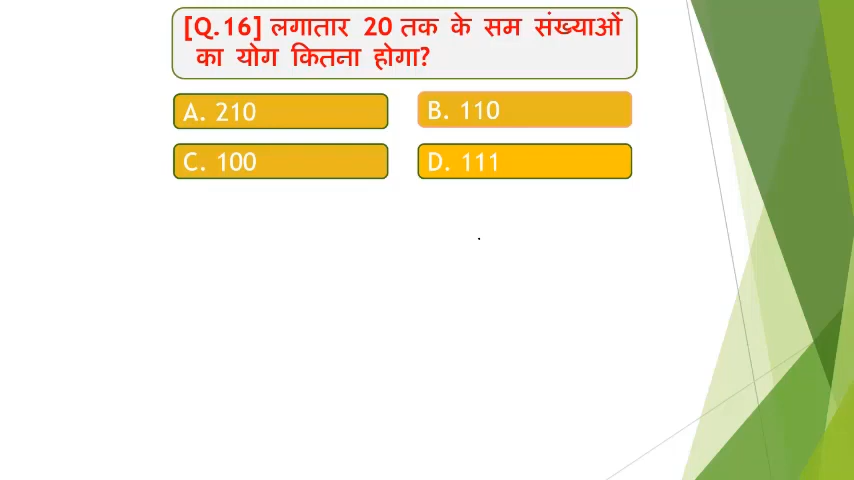 [Q.16] लगातार 20 तक के सम संख्याओं
का योग कितना होगा?
A. 210
B. 110
C. 100
D. 111